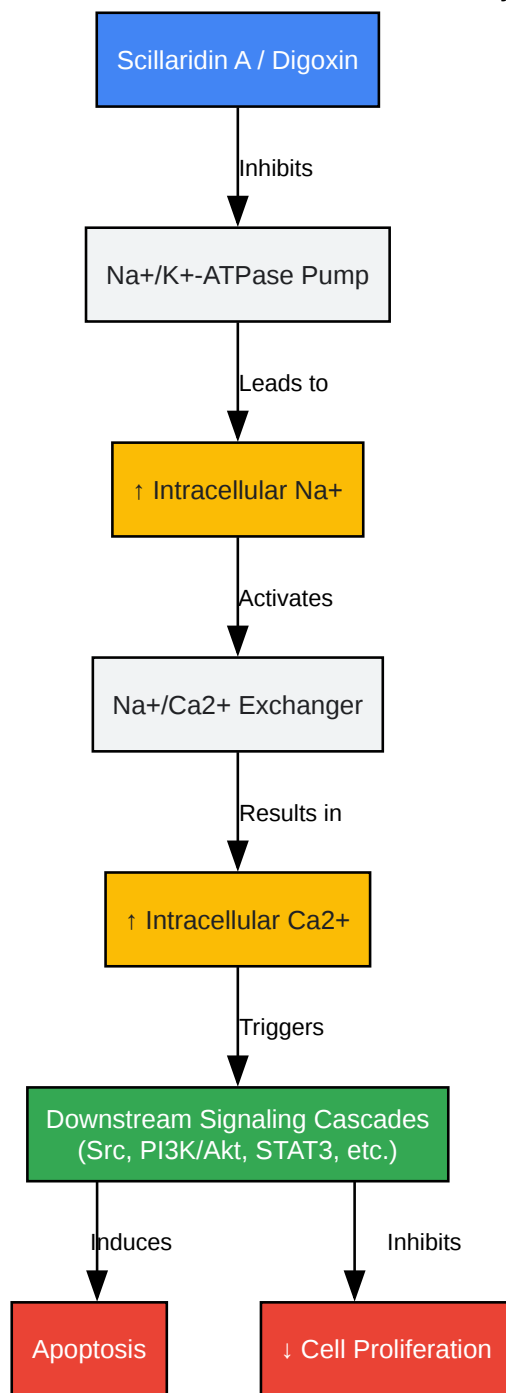 Scillaridin A / Digoxin
Inhibits
Na+/K+-ATPase Pump
Leads to
↑ Intracellular Na+
Activates
Na+/Ca2+ Exchanger
Results in
↑ Intracellular Ca2+
Triggers
Downstream Signaling Cascades
(Src, PI3K/Akt, STAT3, etc.)
Induces
Inhibits
Apoptosis
↓ Cell Proliferation